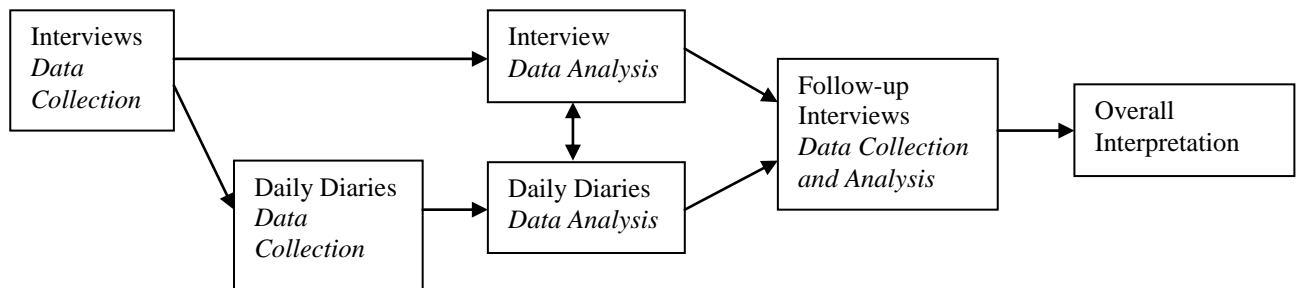 Interviews
Data
Collection
Daily Diaries
Data
Collection
Interview
Data Analysis
Daily Diaries
Data Analysis
Follow-up
Interviews
Data Collection
and Analysis
Overall
Interpretation